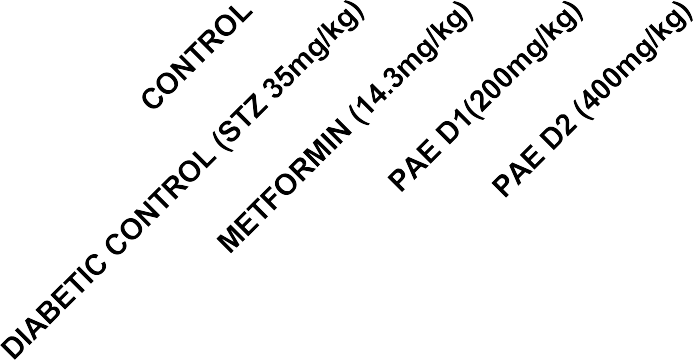 CONTROL
DIABETIC CONTROL (STZ 35mg/kg)
METFORMIN (14.3mg/kg)
PAE D1(200mg/kg)
PAE D2 (400mg/kg)